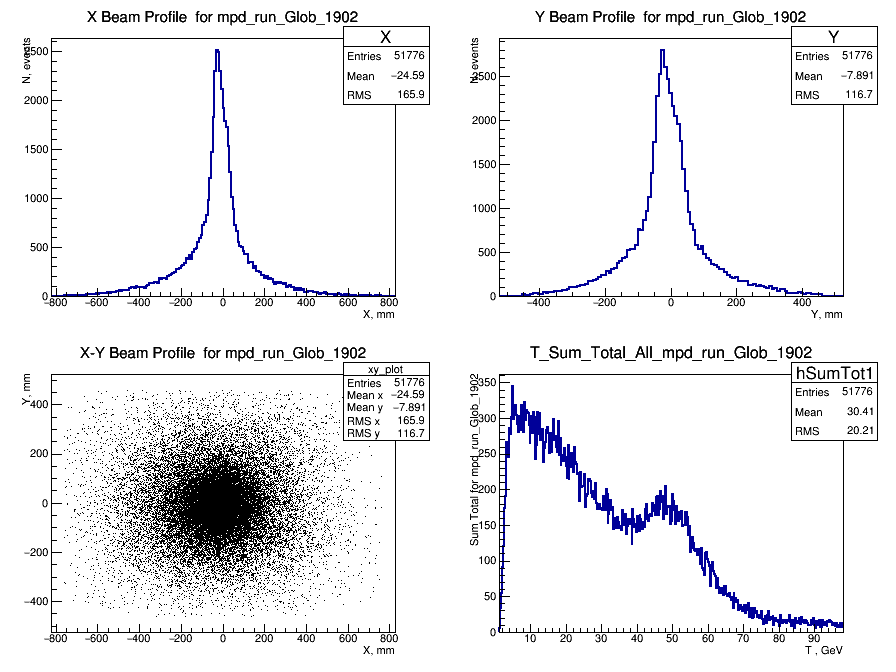 X Beam Profile for mpd_run_Glob_1902
N, events
X
Entries 51776
Mean −24.59
RMS 165.9
2500
2000
1500
1000
500
0
−800 −600 −400 −200 0 200 400 600 800
X, mm
Y Beam Profile for mpd_run_Glob_1902
N, events
Y
Entries 51776
Mean −7.891
RMS 116.7
2500
2000
1500
1000
500
0
−400 −200 0 200 400
Y, mm
X-Y Beam Profile for mpd_run_Glob_1902
Y, mm
xy_plot
Entries 51776
Mean x −24.59
Mean y −7.891
RMS x 165.9
RMS y 116.7
400
200
0
−200
−400
−800 −600 −400 −200 0 200 400 600 800
X, mm
T_Sum_Total_All_mpd_run_Glob_1902
Sum_Total for mpd_run_Glob_1902
hSumTot1
Entries 51776
Mean 30.41
RMS 20.21
350
300
250
200
150
100
50
0
10 20 30 40 50 60 70 80 90
T , GeV